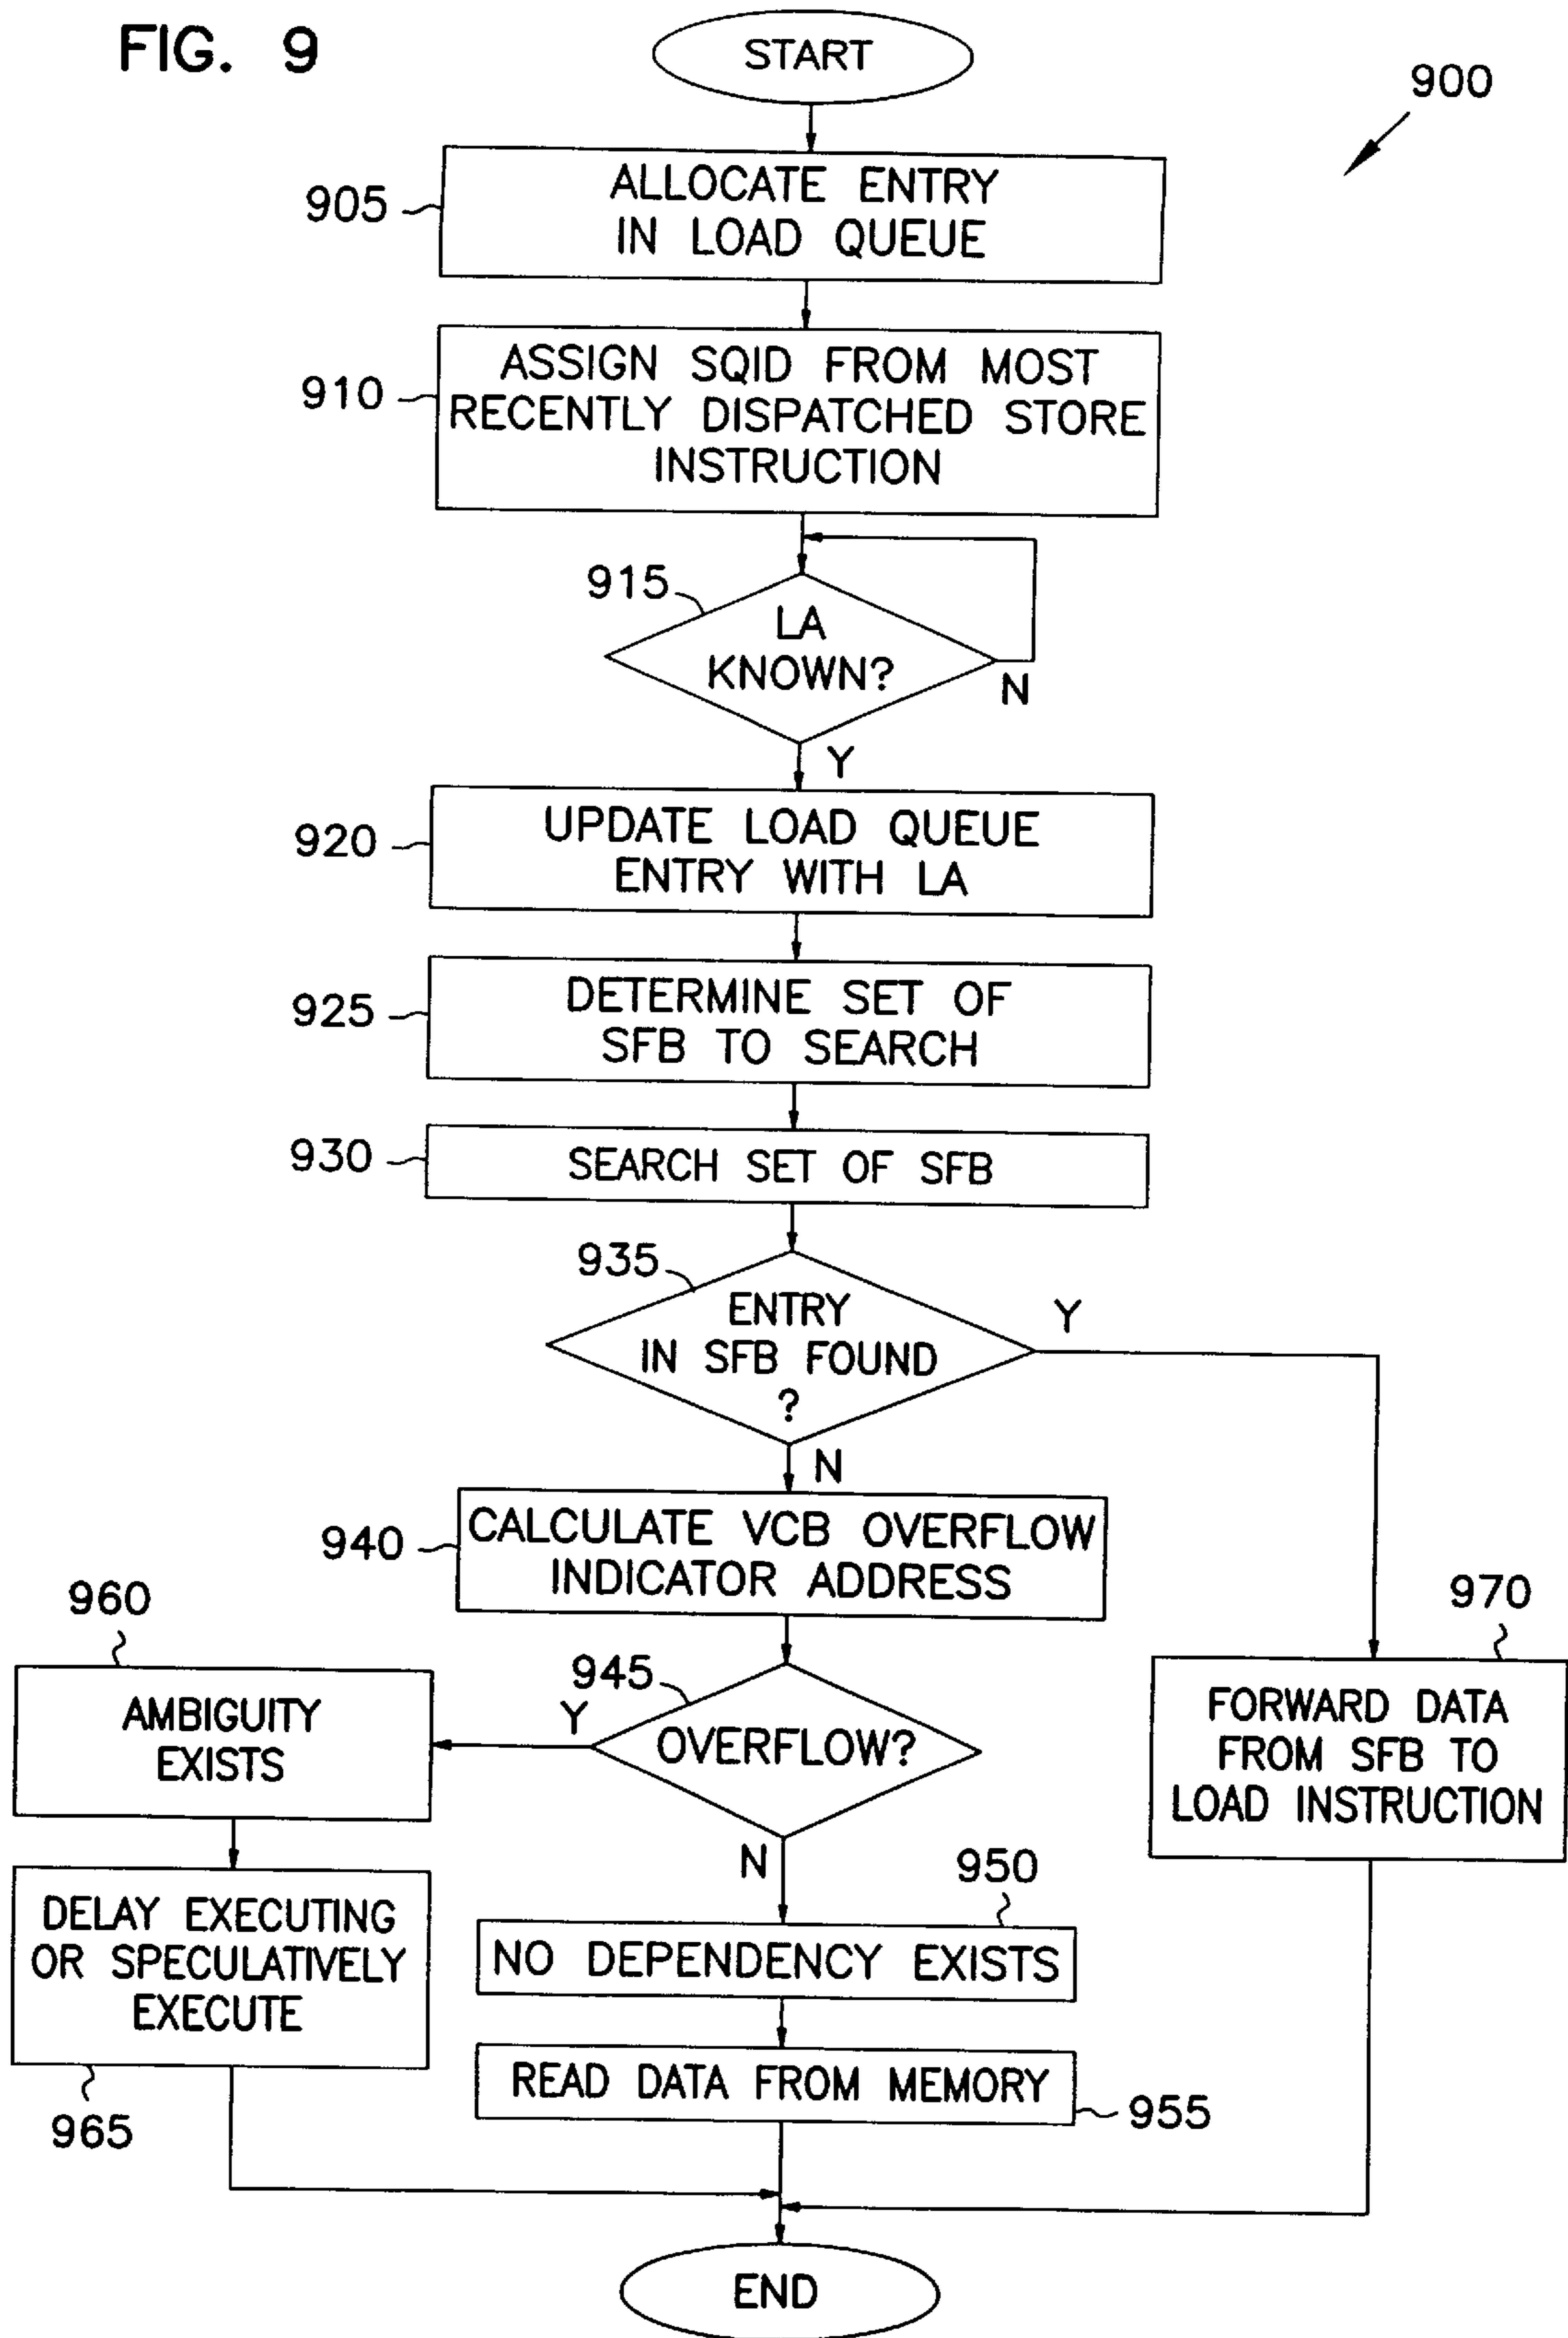 FIG. 9
START
900
905
ALLOCATE ENTRY
IN LOAD QUEUE
910
ASSIGN SQID FROM MOST
RECENTLY DISPATCHED STORE
INSTRUCTION
915
LA
KNOWN?
N
Y
920
UPDATE LOAD QUEUE
ENTRY WITH LA
925
DETERMINE SET OF
SFB TO SEARCH
930
SEARCH SET OF SFB
935
ENTRY
IN SFB FOUND
?
Y
N
940
CALCULATE VCB OVERFLOW
INDICATOR ADDRESS
960
AMBIGUITY
EXISTS
945
Y
OVERFLOW?
N
970
FORWARD DATA
FROM SFB TO
LOAD INSTRUCTION
DELAY EXECUTING
OR SPECULATIVELY
EXECUTE
965
950
NO DEPENDENCY EXISTS
READ DATA FROM MEMORY
955
END